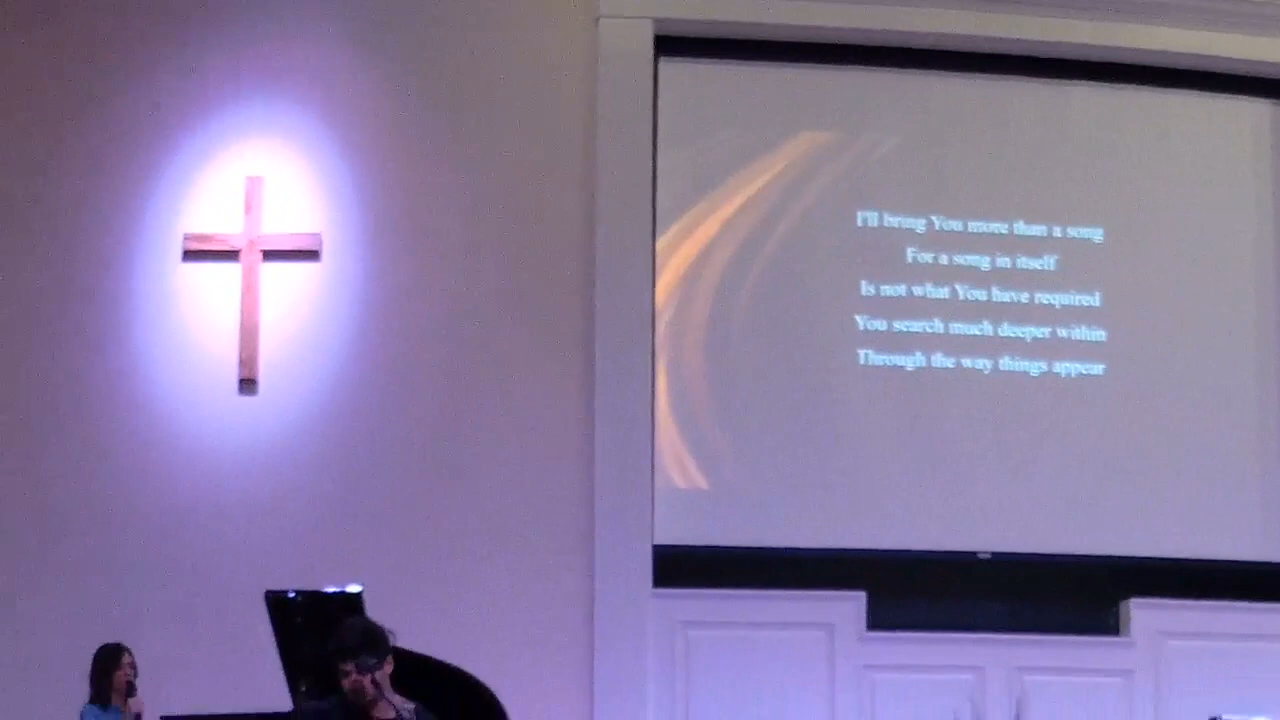 I'll bring You more than a song
For a song in itself
Is not what You have required
You search much deeper within
Through the way things appear